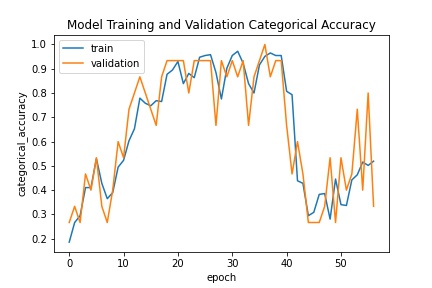 Model Training and Validation Categorical Accuracy
train
validation
categorical_accuracy
1.0
0.9
0.8
0.7
0.6
0.5
0.4
0.3
0.2
0 10 20 30 40 50
epoch